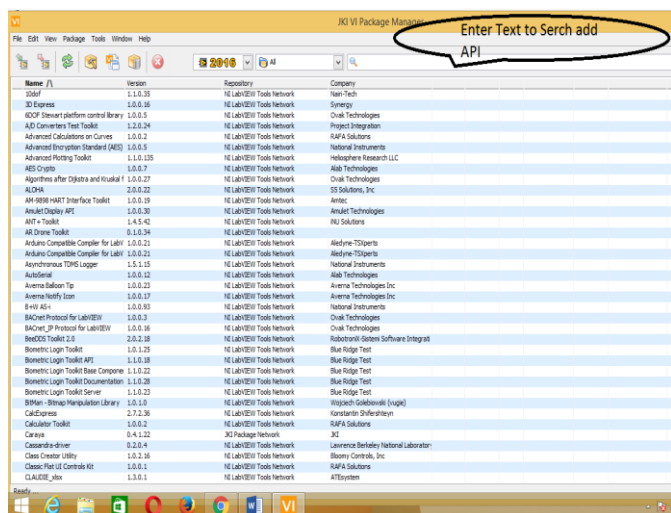 JKI VI Package Manager
Enter Text to Serch add
API
File Edit View Package Tools Window Help
2016 All
Name /\ Version Repository Company
10dof 1.1.0.35 NI LabVIEW Tools Network Nairi-Tech
3D Express 1.0.0.16 NI LabVIEW Tools Network Synergy
6DOF Stewart platform control library 1.0.0.5 NI LabVIEW Tools Network Ovak Technologies
A/D Converters Test Toolkit 1.2.0.24 NI LabVIEW Tools Network Project Integration
Advanced Calculations on Curves 1.0.0.2 NI LabVIEW Tools Network RAFA Solutions
Advanced Encryption Standard (AES) 1.0.0.5 NI LabVIEW Tools Network National Instruments
Advanced Plotting Toolkit 1.1.0.135 NI LabVIEW Tools Network Heliosphere Research LLC
AES Crypto 1.0.0.7 NI LabVIEW Tools Network Alab Technologies
Algorithms after Dijkstra and Kruskal f 1.0.0.27 NI LabVIEW Tools Network Ovak Technologies
ALOHA 2.0.0.22 NI LabVIEW Tools Network S5 Solutions, Inc
AM-9898 HART Interface Toolkit 1.0.0.19 NI LabVIEW Tools Network Amtec
Amulet Display API 1.0.0.30 NI LabVIEW Tools Network Amulet Technologies
ANT+ Toolkit 1.4.5.42 NI LabVIEW Tools Network iNU Solutions
AR Drone Toolkit 0.1.0.34 NI LabVIEW Tools Network
Arduino Compatible Compiler for LabV 1.0.0.21 NI LabVIEW Tools Network Aledyne-TSXperts
Arduino Compatible Compiler for LabV 1.0.0.21 NI LabVIEW Tools Network Aledyne-TSXperts
Asynchronous TDMS Logger 1.5.1.15 NI LabVIEW Tools Network National Instruments
AutoSerial 1.0.0.12 NI LabVIEW Tools Network Alab Technologies
Averna Balloon Tip 1.0.0.23 NI LabVIEW Tools Network Averna Technologies Inc
Averna Notify Icon 1.0.0.17 NI LabVIEW Tools Network Averna Technologies Inc
B+W AS-i 1.0.0.93 NI LabVIEW Tools Network National Instruments
BACnet Protocol for LabVIEW 1.0.0.3 NI LabVIEW Tools Network Ovak Technologies
BACnet_IP Protocol for LabVIEW 1.0.0.16 NI LabVIEW Tools Network Ovak Technologies
BeeDDS Toolkit 2.0 2.0.2.18 NI LabVIEW Tools Network RobotroniX-Sistemi Software Integrati
Biometric Login Toolkit 1.0.1.25 NI LabVIEW Tools Network Blue Ridge Test
Biometric Login Toolkit API 1.1.0.18 NI LabVIEW Tools Network Blue Ridge Test
Biometric Login Toolkit Base Componen 1.1.0.22 NI LabVIEW Tools Network Blue Ridge Test
Biometric Login Toolkit Documentation 1.1.0.28 NI LabVIEW Tools Network Blue Ridge Test
Biometric Login Toolkit Server 1.1.0.23 NI LabVIEW Tools Network Blue Ridge Test
BitMan - Bitmap Manipulation Library 1.0.1.0 NI LabVIEW Tools Network Wojciech Golebiowski (vugie)
CalcExpress 2.7.2.36 NI LabVIEW Tools Network Konstantin Shifershteyn
Calculator Toolkit 1.0.0.2 NI LabVIEW Tools Network RAFA Solutions
Caraya 0.4.1.22 JKI Package Network JKI
Cassandra-driver 0.2.0.4 NI LabVIEW Tools Network Lawrence Berkeley National Laboratory
Class Creator Utility 1.0.2.16 NI LabVIEW Tools Network Bloomy Controls, Inc
Classic Flat UI Controls Kit 1.0.0.1 NI LabVIEW Tools Network RAFA Solutions
CLAUDIE_xlsx 1.3.0.1 NI LabVIEW Tools Network ATEsystem
Ready ...